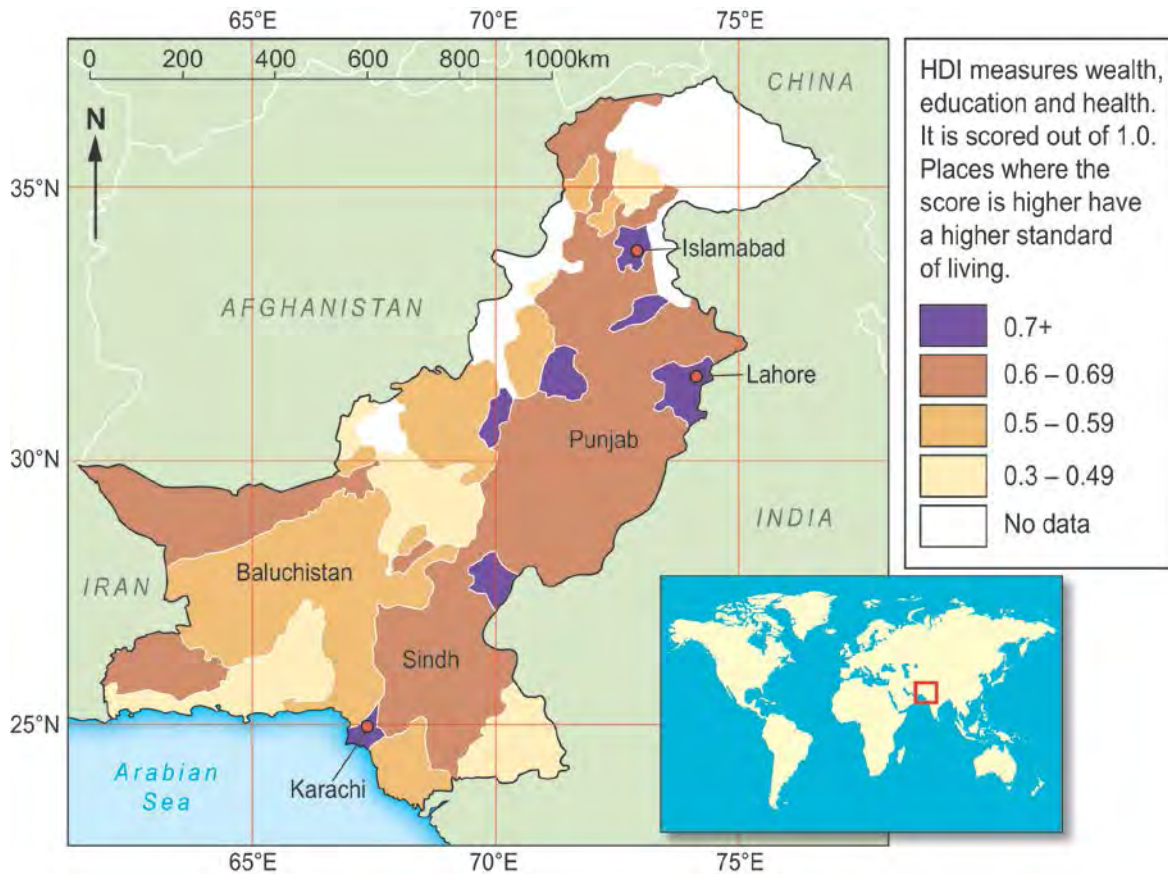 65°E 70°E 75°E
0 200 400 600 800 1000km
N
CHINA
35°N
Islamabad
AFGHANISTAN
Lahore
Punjab
30°N
INDIA
Baluchistan
IRAN
Sindh
25°N
Arabian
Sea
Karachi
65°E 70°E 75°E
HDI measures wealth,
education and health.
It is scored out of 1.0.
Places where the
score is higher have
a higher standard
of living.
0.7+
0.6 – 0.69
0.5 – 0.59
0.3 – 0.49
No data